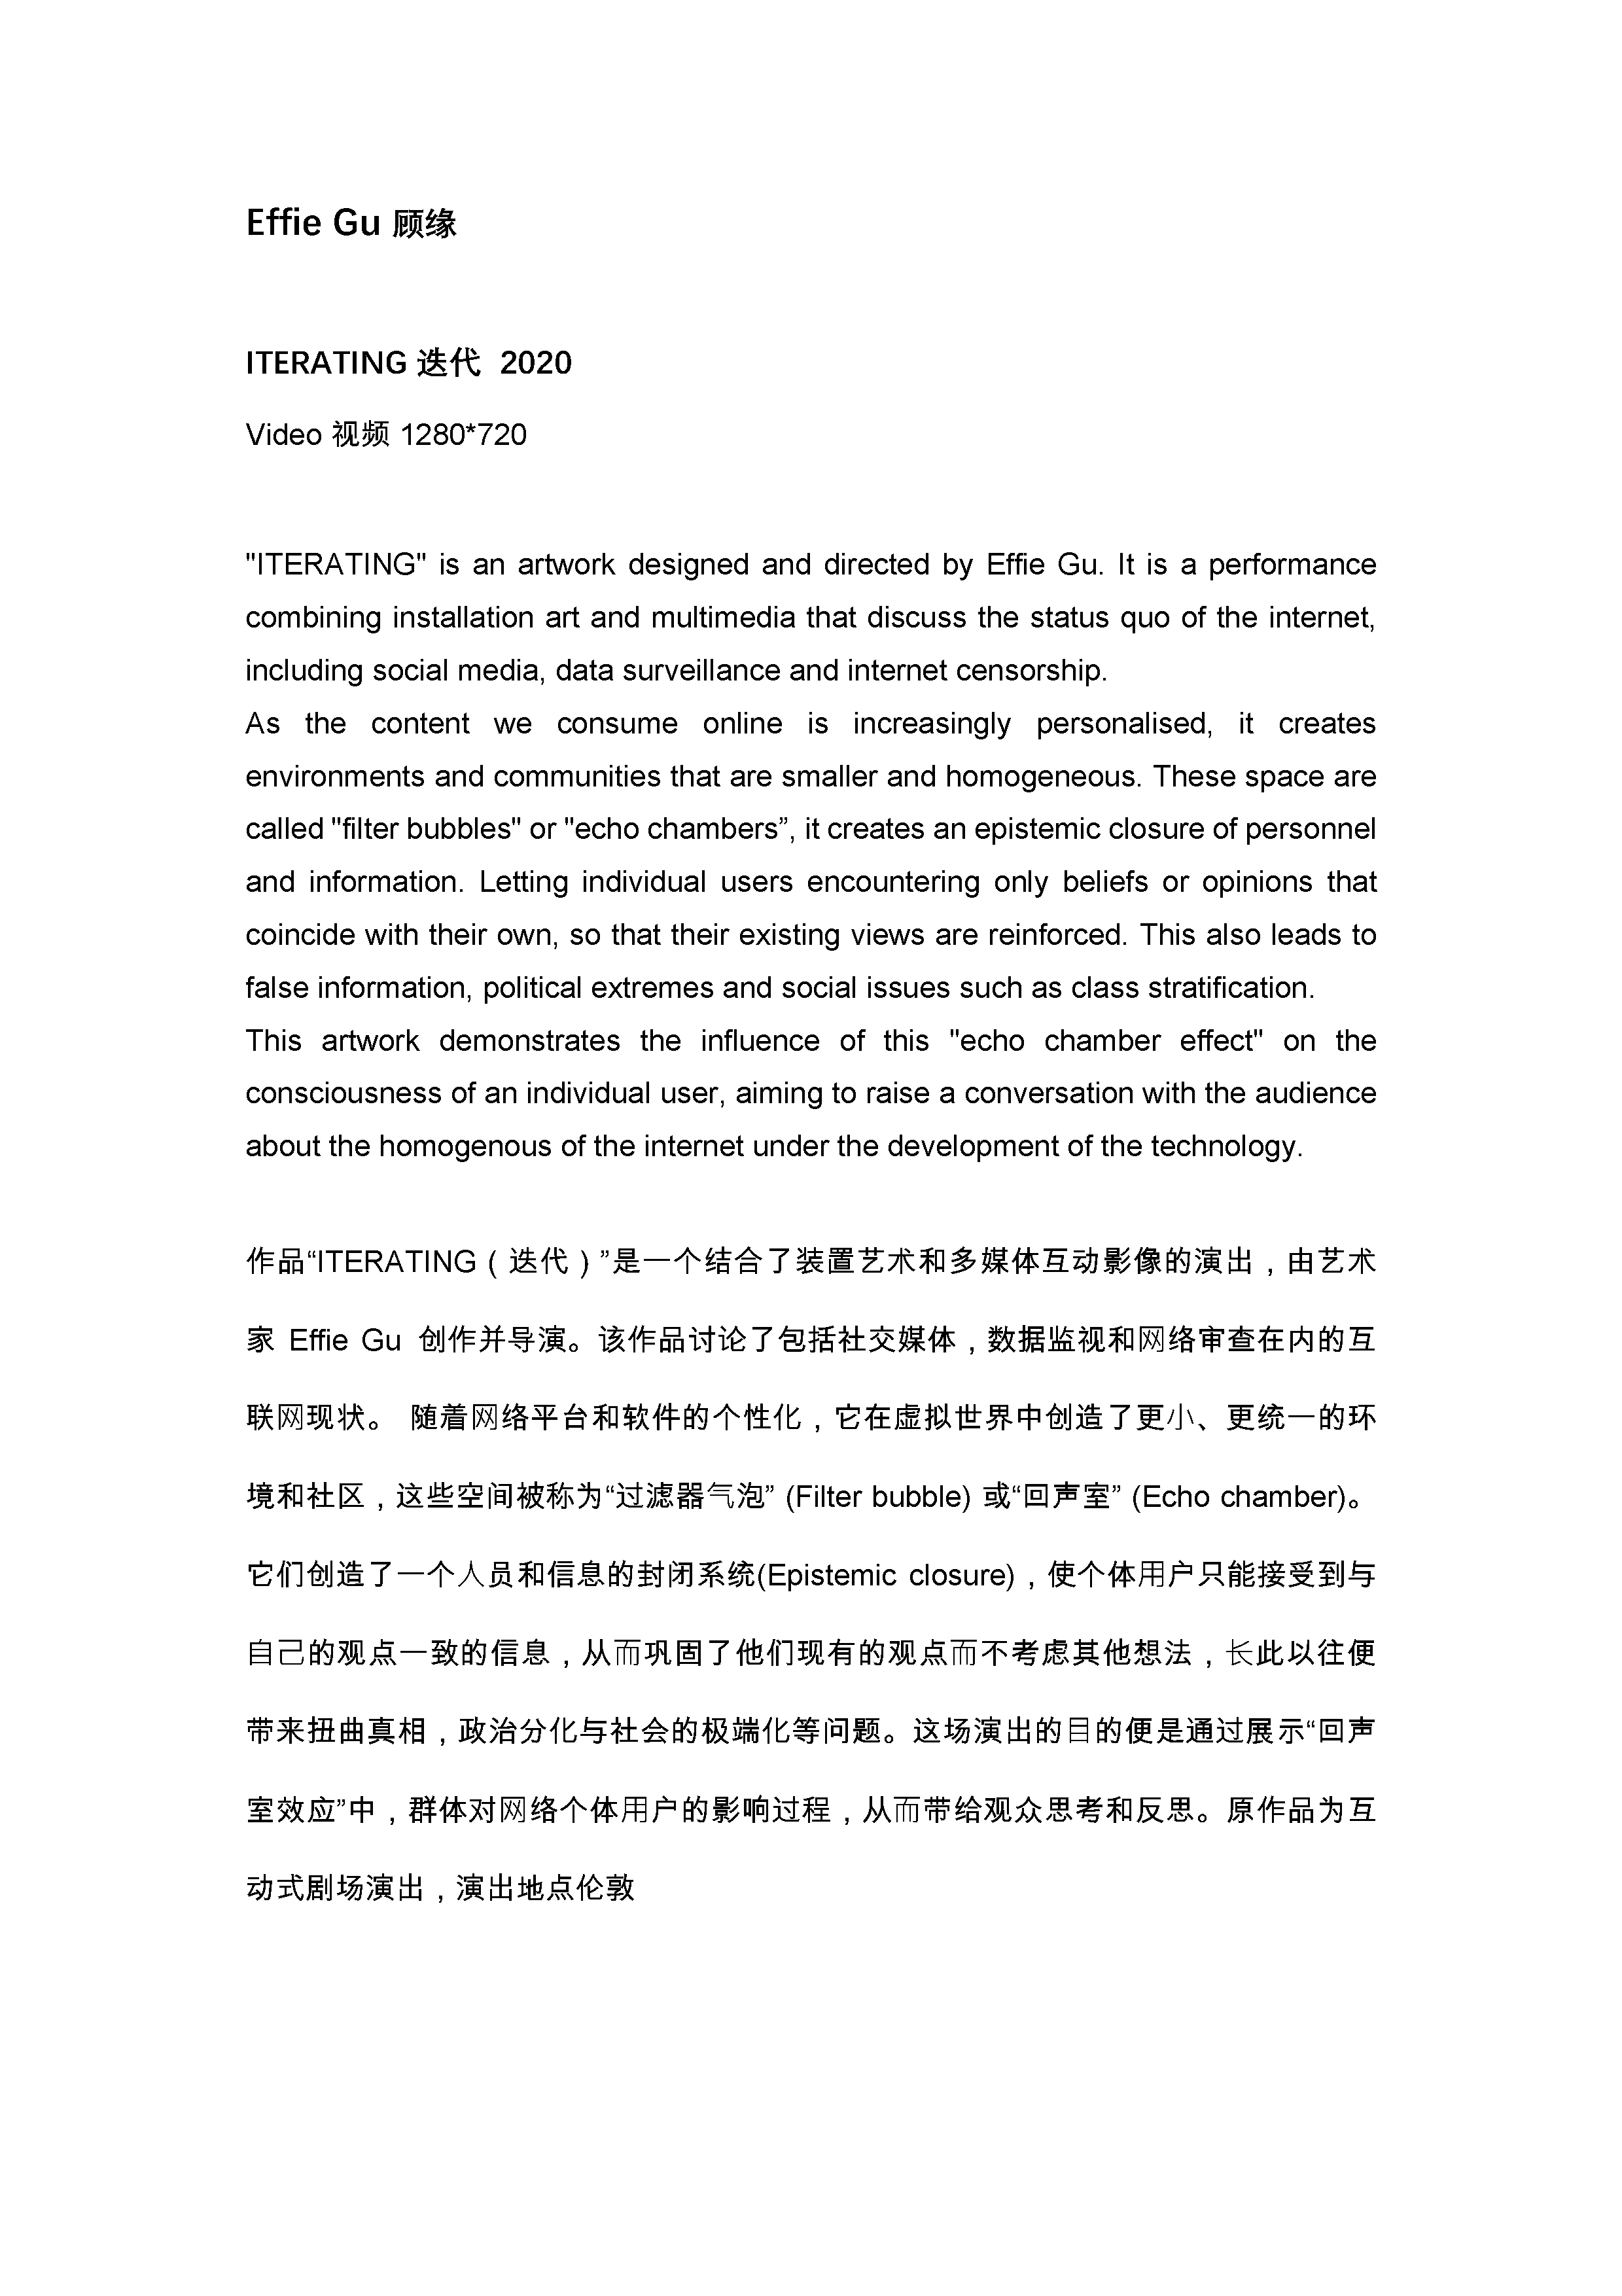 Effie Gu 顾缘
ITERATING 迭代 2020
Video 视频 1280*720
"ITERATING" is an artwork designed and directed by Effie Gu. It is a performance
combining installation art and multimedia that discuss the status quo of the internet,
including social media, data surveillance and internet censorship.
As the content we consume online is increasingly personalised, it creates
environments and communities that are smaller and homogeneous. These space are
called "filter bubbles" or "echo chambers”, it creates an epistemic closure of personnel
and information. Letting individual users encountering only beliefs or opinions that
coincide with their own, so that their existing views are reinforced. This also leads to
false information, political extremes and social issues such as class stratification.
This artwork demonstrates the influence of this "echo chamber effect" on the
consciousness of an individual user, aiming to raise a conversation with the audience
about the homogenous of the internet under the development of the technology.
作品“ITERATING（迭代）”是一个结合了装置艺术和多媒体互动影像的演出，由艺术
家 Effie Gu 创作并导演。该作品讨论了包括社交媒体，数据监视和网络审查在内的互
联网现状。 随着网络平台和软件的个性化，它在虚拟世界中创造了更小、更统一的环
境和社区，这些空间被称为“过滤器气泡” (Filter bubble) 或“回声室” (Echo chamber)。
它们创造了一个人员和信息的封闭系统(Epistemic closure)，使个体用户只能接受到与
自己的观点一致的信息，从而巩固了他们现有的观点而不考虑其他想法，长此以往便
带来扭曲真相，政治分化与社会的极端化等问题。这场演出的目的便是通过展示“回声
室效应”中，群体对网络个体用户的影响过程，从而带给观众思考和反思。原作品为互
动式剧场演出，演出地点伦敦